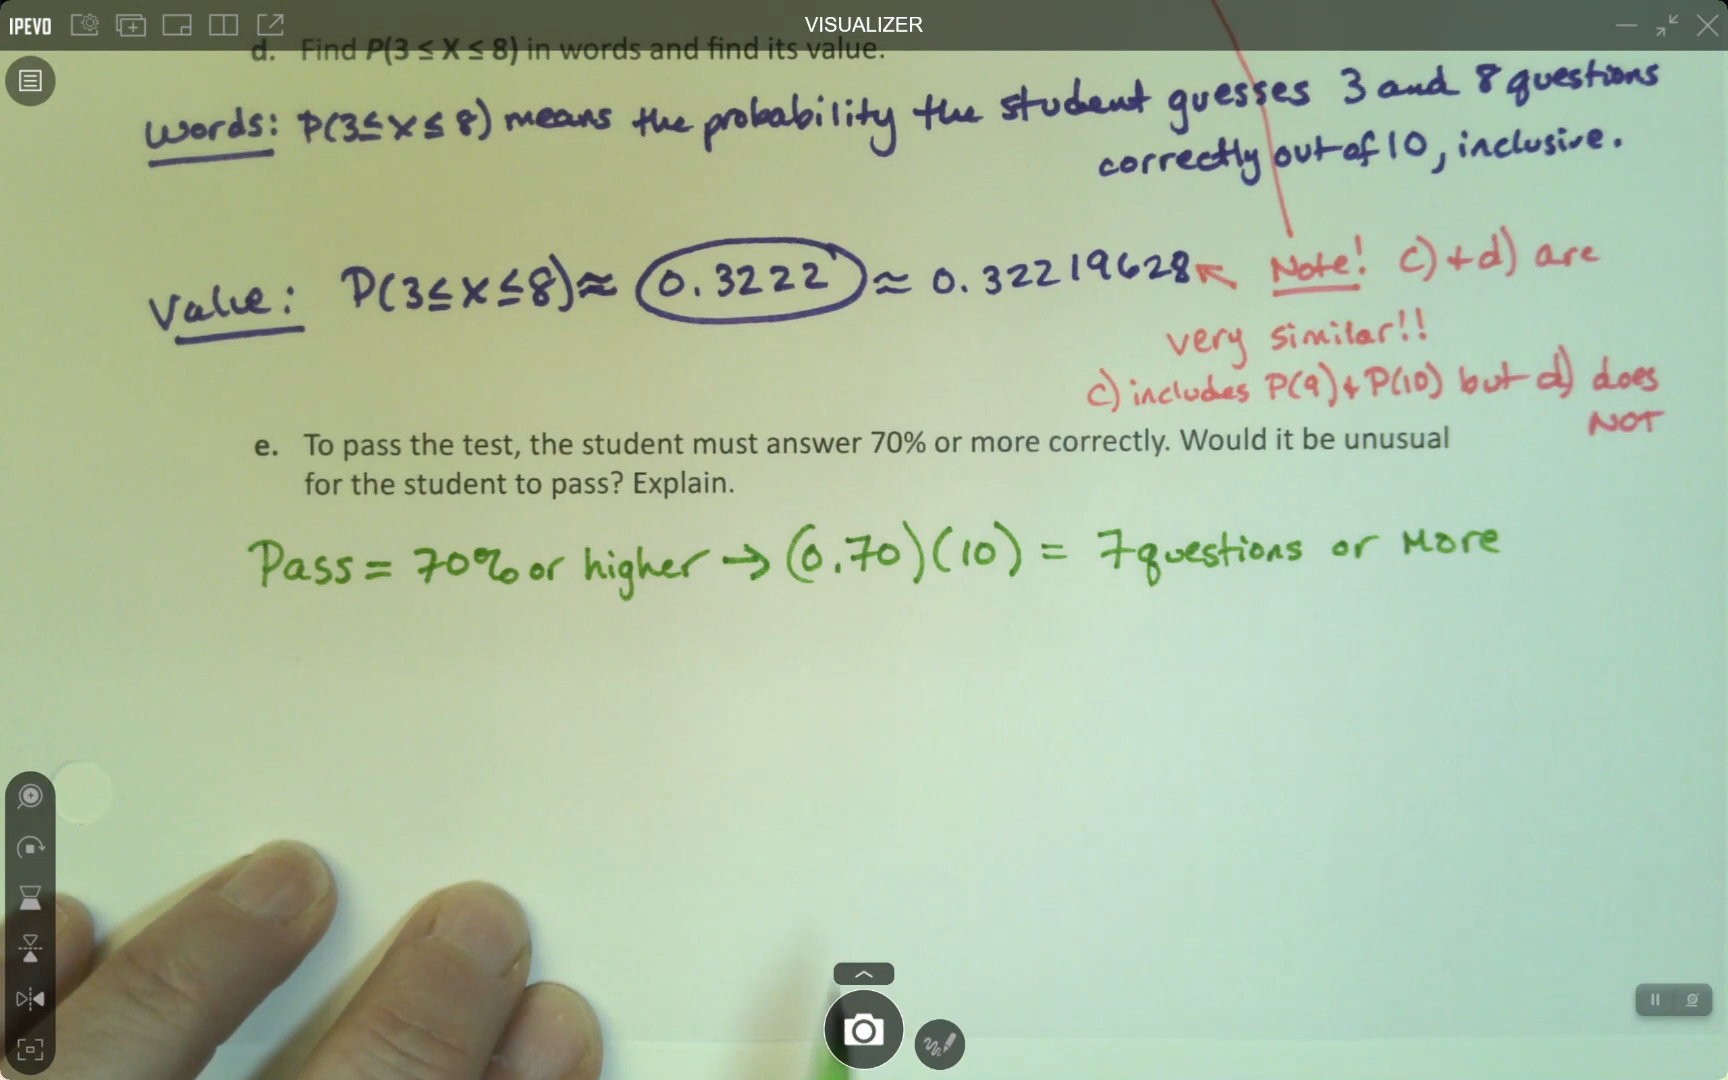 IPEVO
VISUALIZER
d. Find P(3 ≤ X ≤ 8) in words and find its value.
Words: P(3≤x≤8) means the probability the student guesses 3 and 8 questions
correctly out of 10, inclusive.
Value: P(3≤x≤8)≈ 0.3222 ≈ 0.32219628
Note! c) + d) are
very similar!!
c) includes P(9) & P(10) but d) does
NOT
e. To pass the test, the student must answer 70% or more correctly. Would it be unusual
for the student to pass? Explain.
Pass = 70% or higher → (0.70)(10) = 7 questions or more